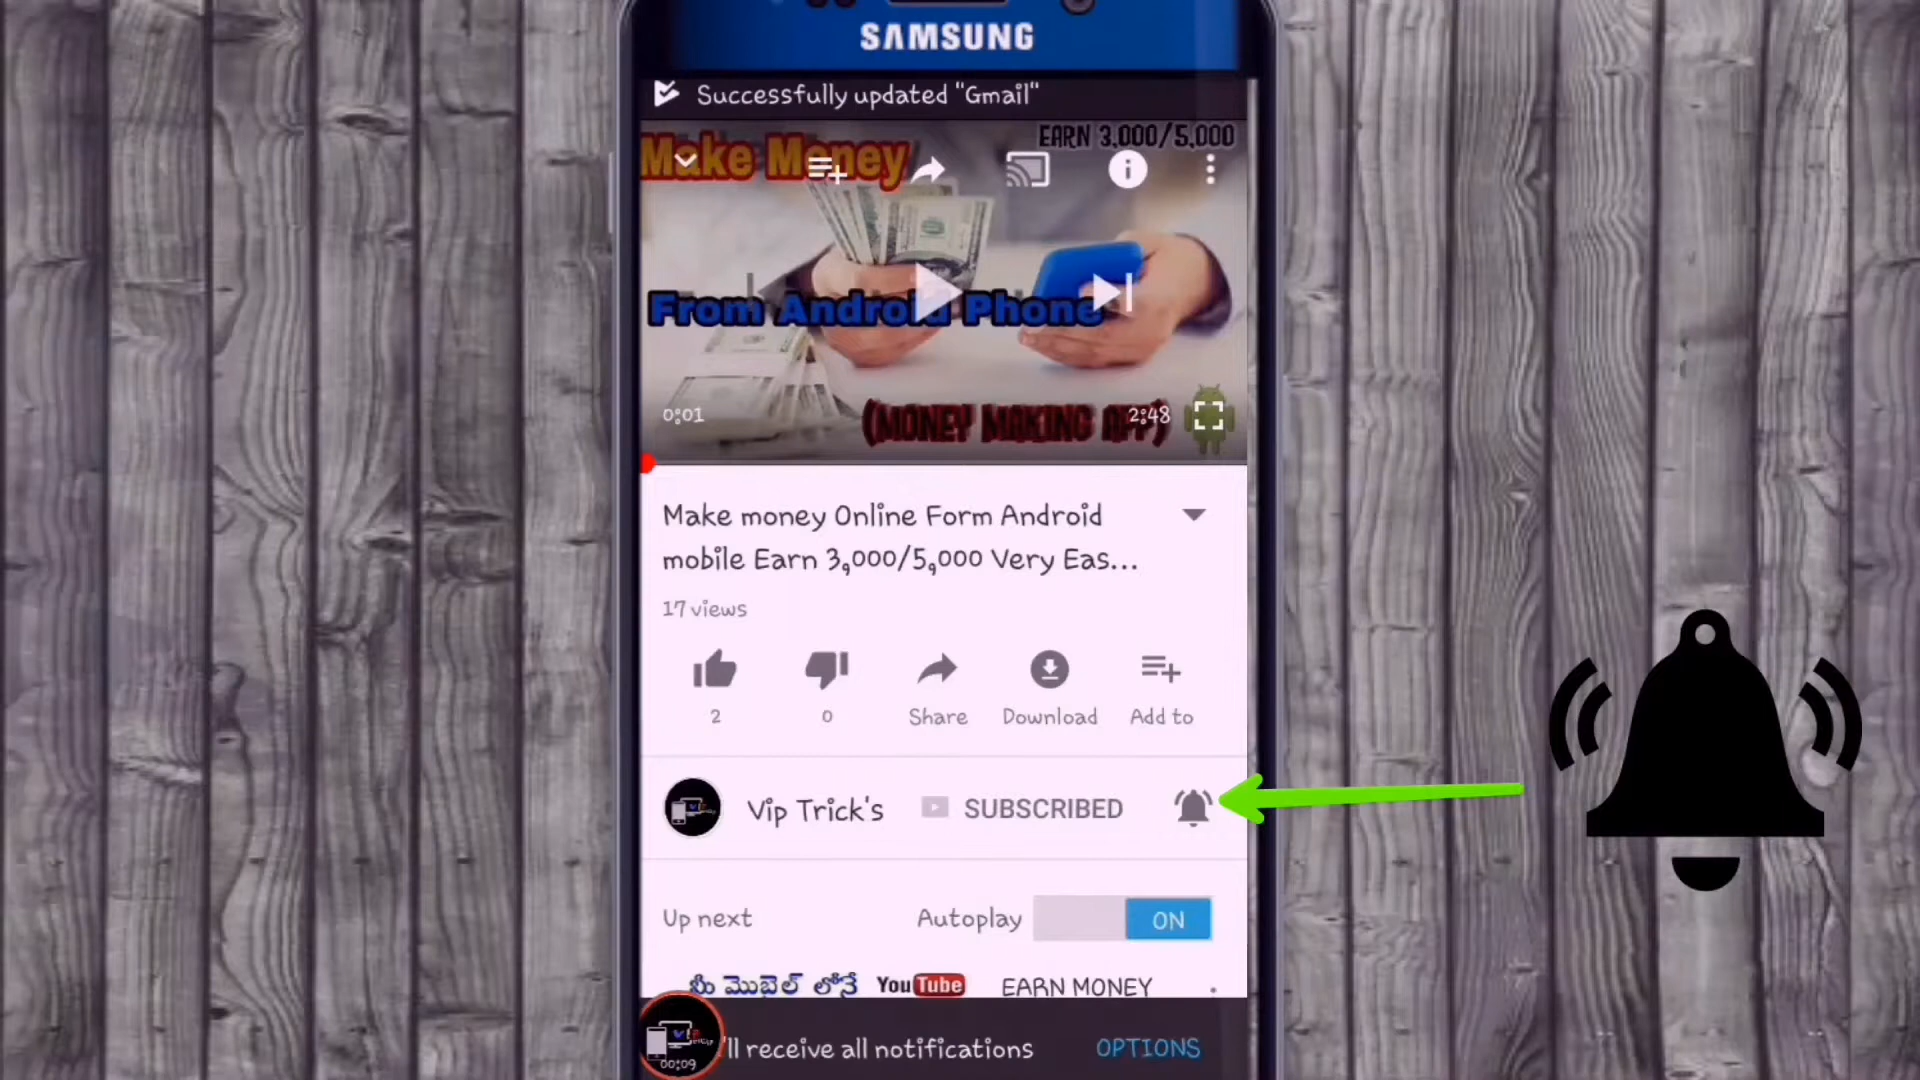 SAMSUNG
Successfully updated "Gmail"
Make Money
EARN 3,000/5,000
From Android Phone
0:01
(MONEY MAKING APP)
2:48
Make money Online Form Android
mobile Earn 3,000/5,000 Very Eas...
17 views
2
0
Share
Download
Add to
Vip Trick's
SUBSCRIBED
Up next
Autoplay
ON
మీ మొబైల్ లోనే YouTube
EARN MONEY
'll receive all notifications
OPTIONS
00:09